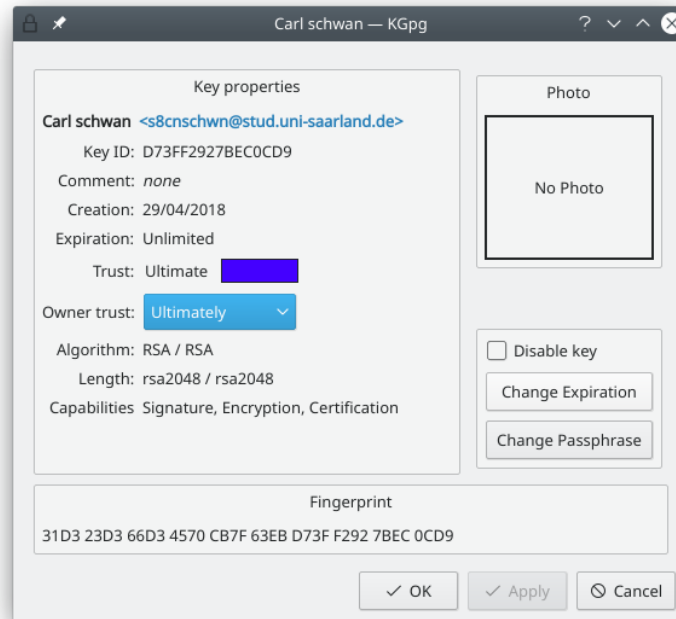 Carl schwan — KGpg
Key properties
Carl schwan <s8cnschwn@stud.uni-saarland.de>
Key ID: D73FF2927BEC0CD9
Comment: none
Creation: 29/04/2018
Expiration: Unlimited
Trust: Ultimate
Owner trust: Ultimately
Algorithm: RSA / RSA
Length: rsa2048 / rsa2048
Capabilities Signature, Encryption, Certification
Photo
No Photo
Disable key
Change Expiration
Change Passphrase
Fingerprint
31D3 23D3 66D3 4570 CB7F 63EB D73F F292 7BEC 0CD9
OK Apply Cancel